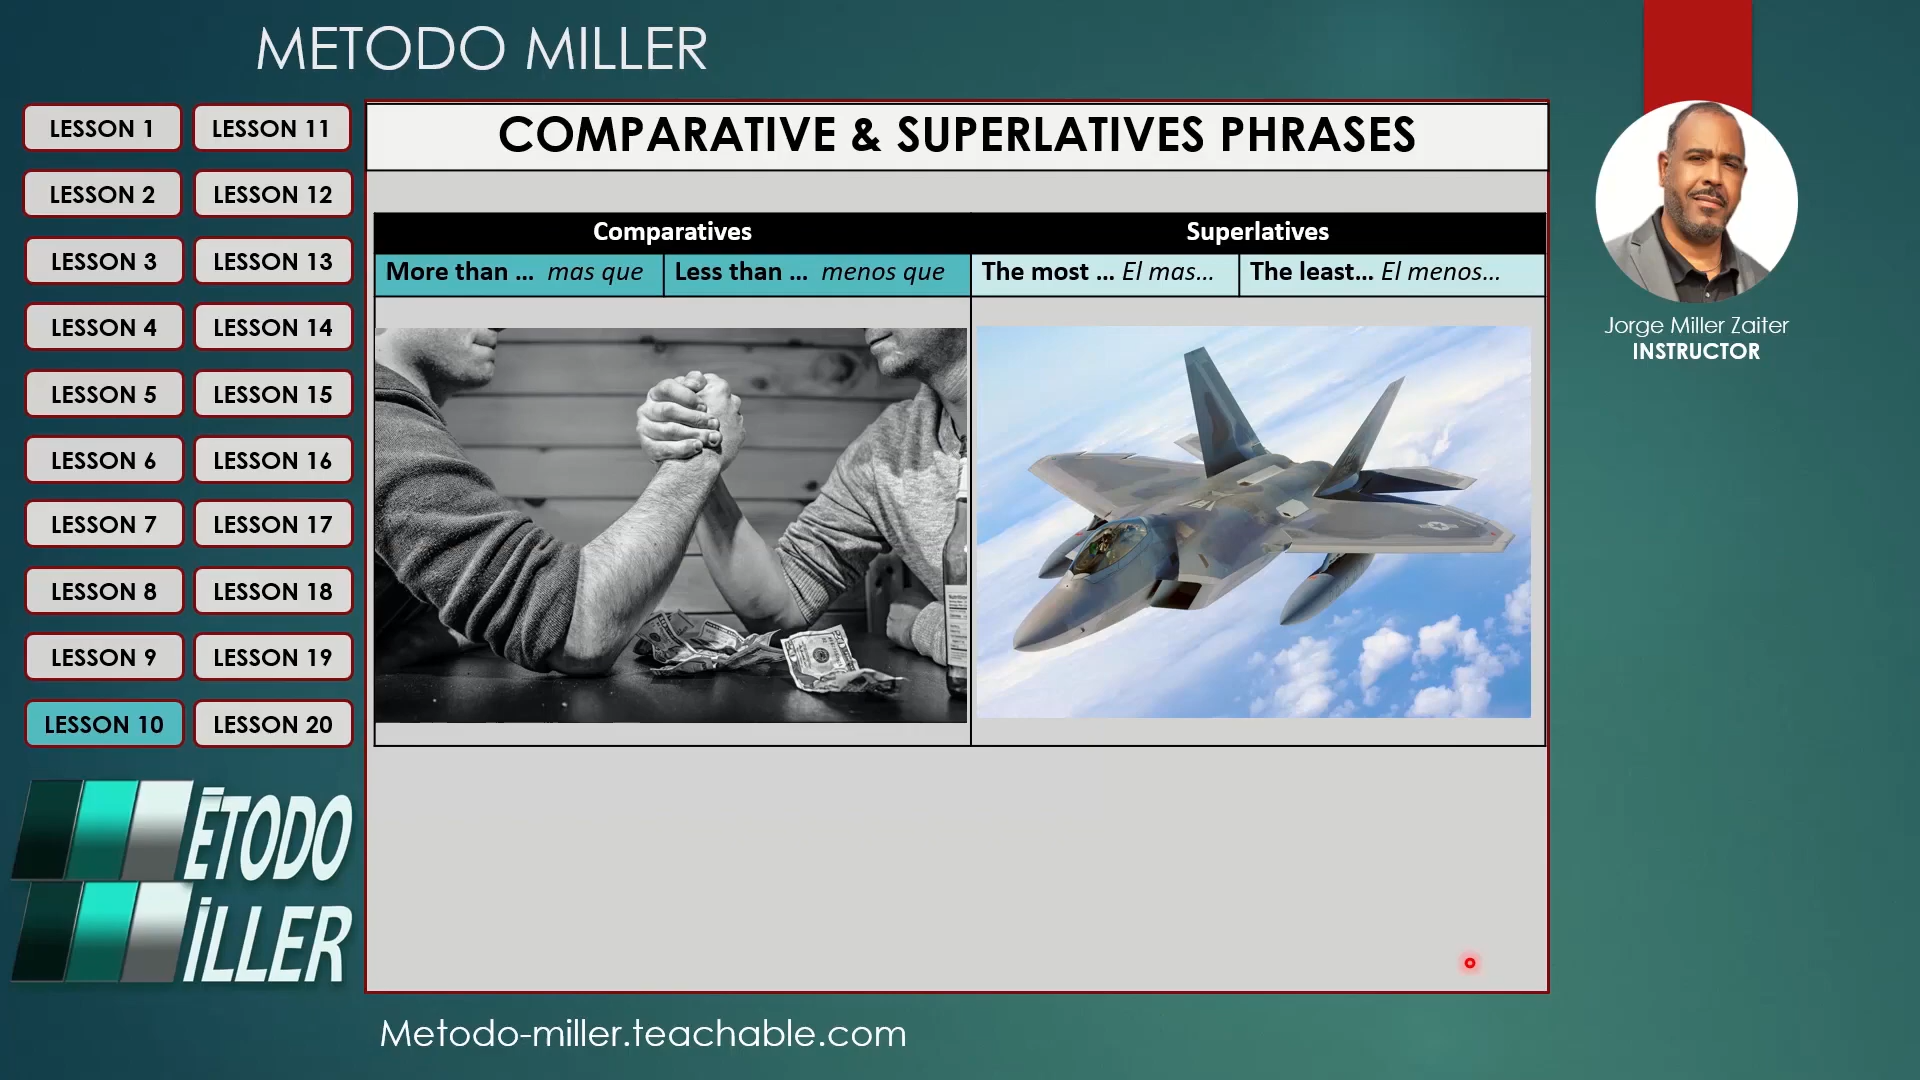 METODO MILLER
LESSON 1
LESSON 11
LESSON 2
LESSON 12
LESSON 3
LESSON 13
LESSON 4
LESSON 14
LESSON 5
LESSON 15
LESSON 6
LESSON 16
LESSON 7
LESSON 17
LESSON 8
LESSON 18
LESSON 9
LESSON 19
LESSON 10
LESSON 20
ÉTODO
MILLER
COMPARATIVE & SUPERLATIVES PHRASES
Comparatives
Superlatives
More than ... mas que
Less than ... menos que
The most ... El mas...
The least... El menos...
Jorge Miller Zaiter
INSTRUCTOR
Metodo-miller.teachable.com